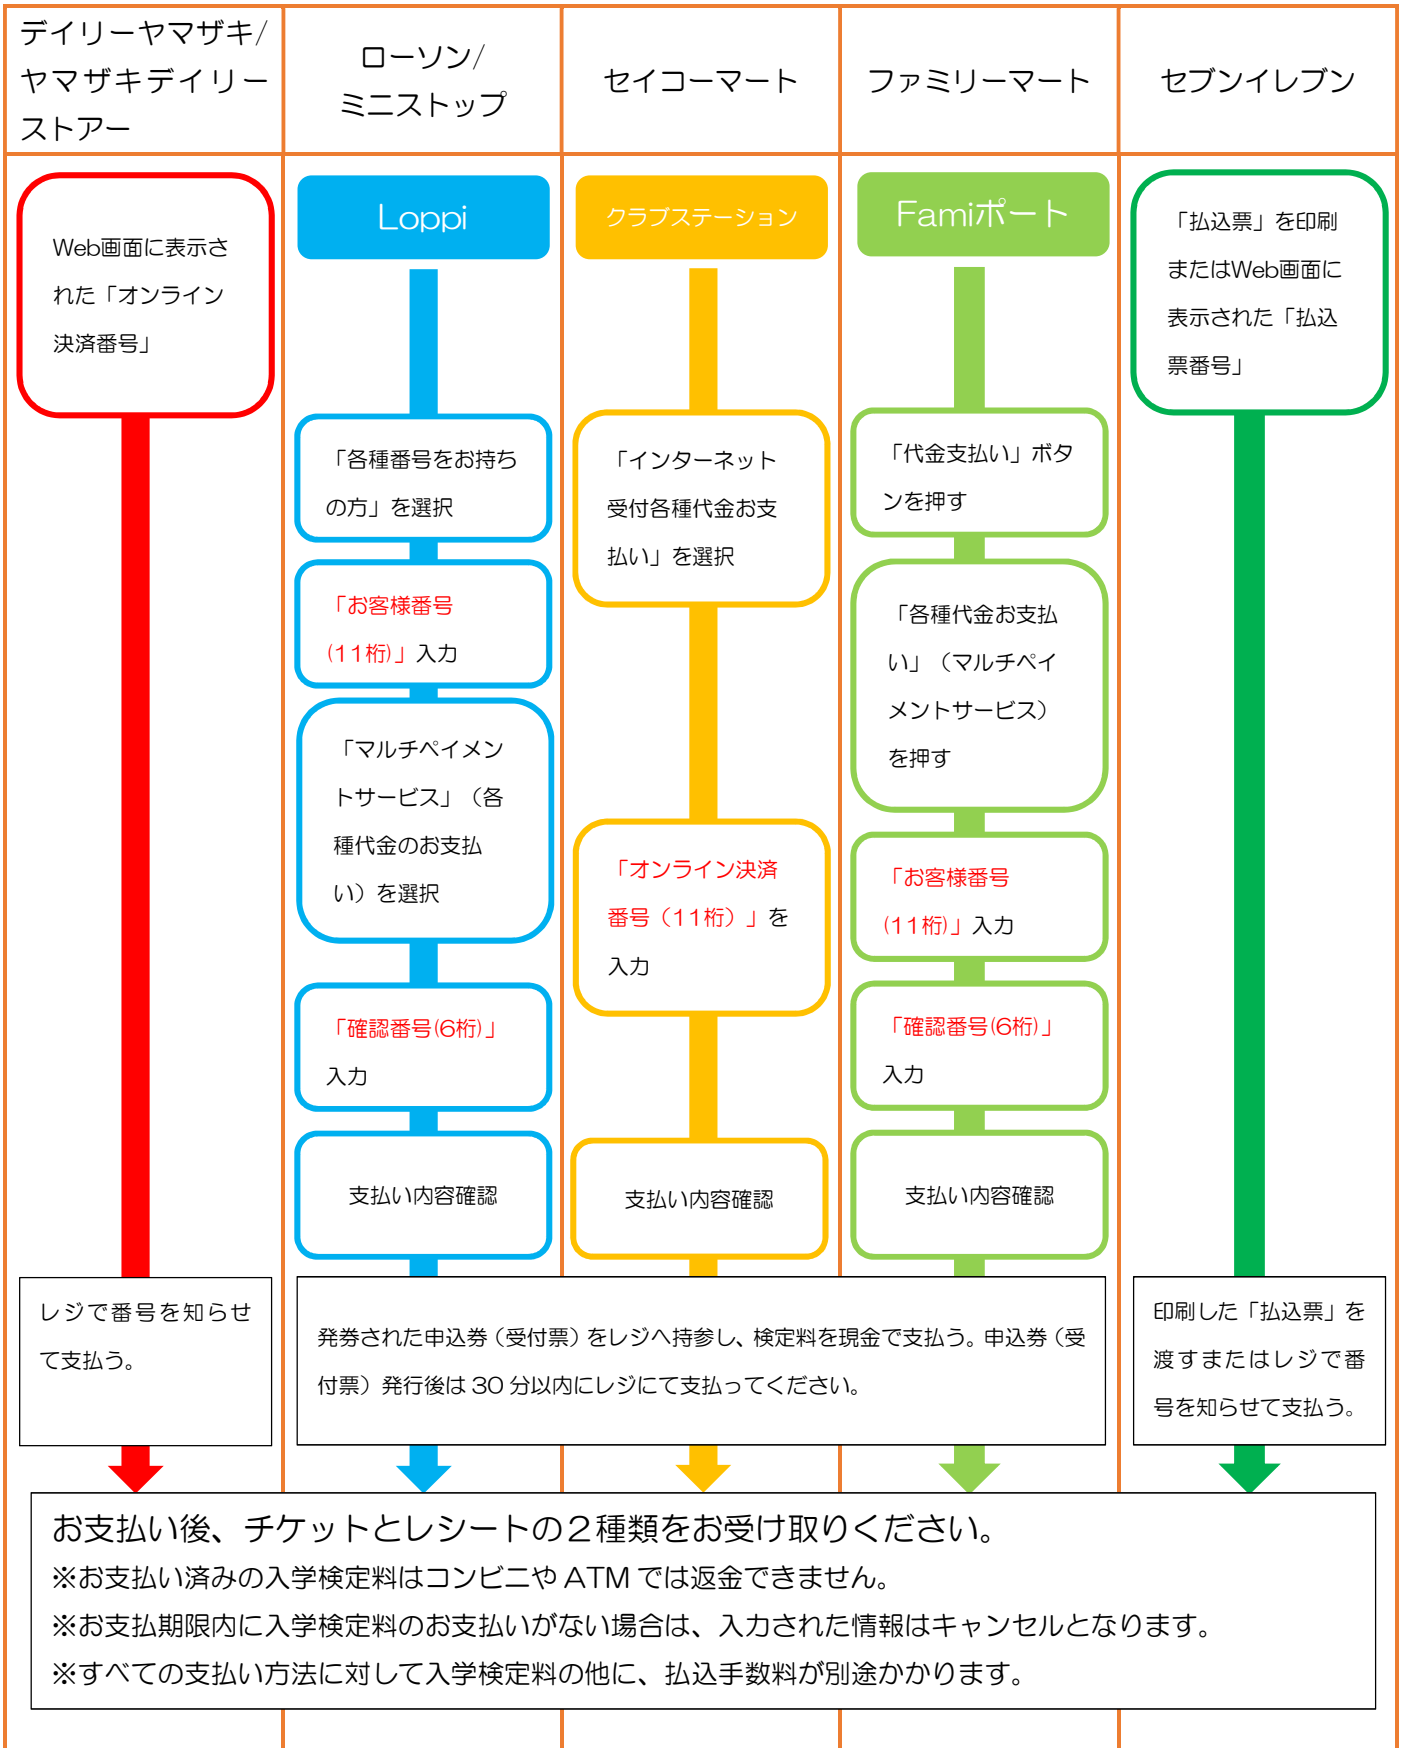 デイリーヤマザキ/
ヤマザキデイリー
ストアー
ローソン/
ミニストップ
セイコーマート
ファミリーマート
セブンイレブン
Web画面に表示さ
れた「オンライン
決済番号」
レジで番号を知らせ
て支払う。
Loppi
「各種番号をお持ち
の方」を選択
「お客様番号
(11桁)」入力
「マルチペイメン
トサービス」（各
種代金のお支払
い）を選択
「確認番号(6桁)」
入力
支払い内容確認
クラブステーション
「インターネット
受付各種代金お支
払い」を選択
「オンライン決済
番号（11桁）」を
入力
支払い内容確認
Famiポート
「代金支払い」ボタ
ンを押す
「各種代金お支払
い」（マルチペイ
メントサービス）
を押す
「お客様番号
(11桁)」入力
「確認番号(6桁)」
入力
支払い内容確認
発券された申込券（受付票）をレジへ持参し、検定料を現金で支払う。申込券（受
付票）発行後は 30 分以内にレジにて支払ってください。
「払込票」を印刷
またはWeb画面に
表示された「払込
票番号」
印刷した「払込票」を
渡すまたはレジで番
号を知らせて支払う。
お支払い後、チケットとレシートの２種類をお受け取りください。
※お支払い済みの入学検定料はコンビニや ATM では返金できません。
※お支払期限内に入学検定料のお支払いがない場合は、入力された情報はキャンセルとなります。
※すべての支払い方法に対して入学検定料の他に、払込手数料が別途かかります。